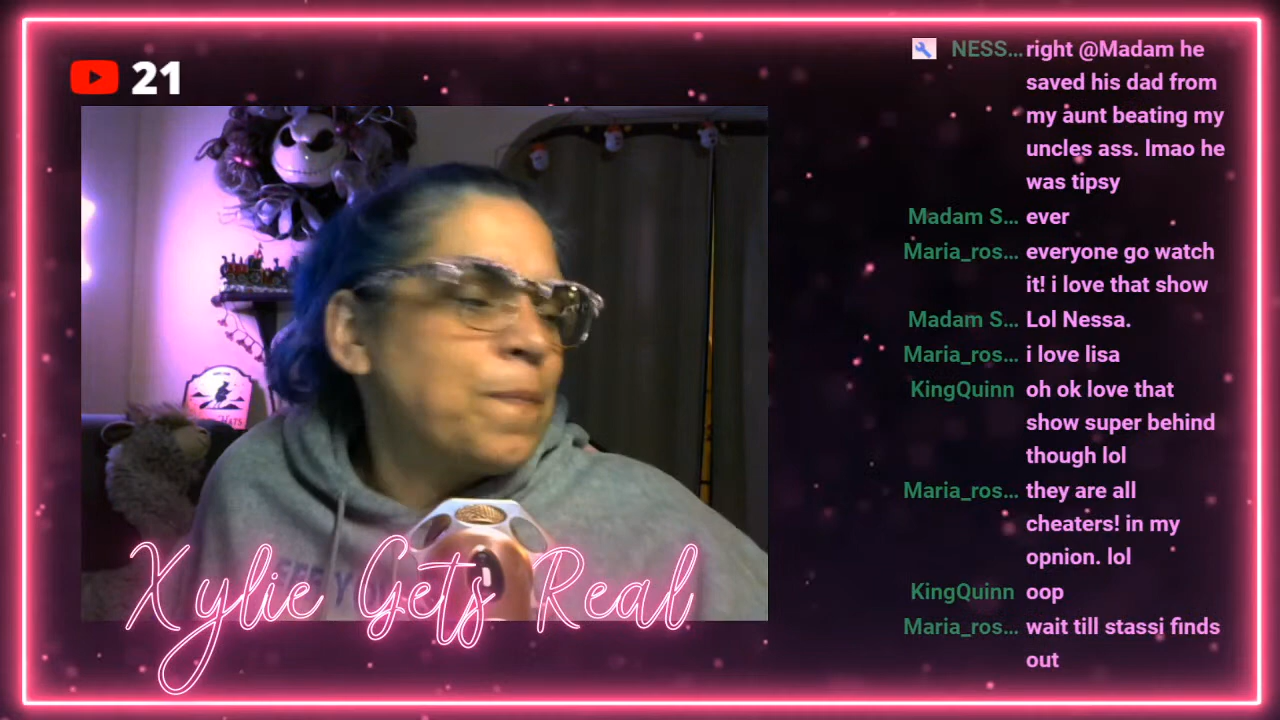 21
Xylie Gets Real
NESS... right @Madam he
saved his dad from
my aunt beating my
uncles ass. lmao he
was tipsy
Madam S... ever
Maria_ros... everyone go watch
it! i love that show
Madam S... Lol Nessa.
Maria_ros... i love lisa
KingQuinn oh ok love that
show super behind
though lol
Maria_ros... they are all
cheaters! in my
opnion. lol
KingQuinn oop
Maria_ros... wait till stassi finds
out